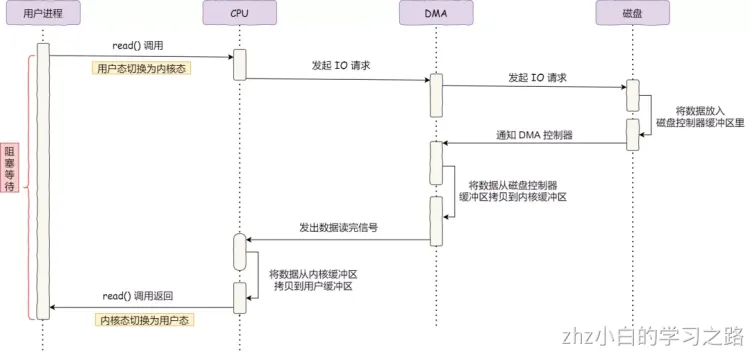 用户进程
CPU
DMA
磁盘
read() 调用
用户态切换为内核态
发起 IO 请求
发起 IO 请求
将数据放入
磁盘控制器缓冲区里
通知 DMA 控制器
阻塞等待
将数据从磁盘控制器
缓冲区拷贝到内核缓冲区
发出数据读完信号
将数据从内核缓冲区
拷贝到用户缓冲区
read() 调用返回
内核态切换为用户态
zhz小白的学习之路